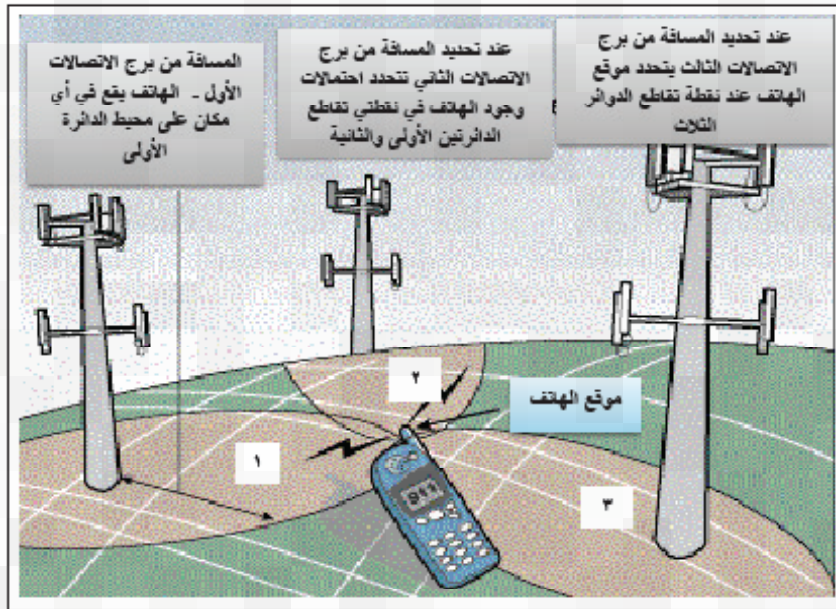 المسافة من برج الاتصالات
الأول - الهاتف يقع في أي
مكان على محيط الدائرة
الأولى
عند تحديد المسافة من برج
الاتصالات الثاني تتحدد احتمالات
وجود الهاتف في نقطتي تقاطع
الدائرتين الأولى والثانية
عند تحديد المسافة من برج
الاتصالات الثالث يتحدد موقع
الهاتف عند نقطة تقاطع الدوائر
الثلاث
٢
موقع الهاتف
١
911
٣